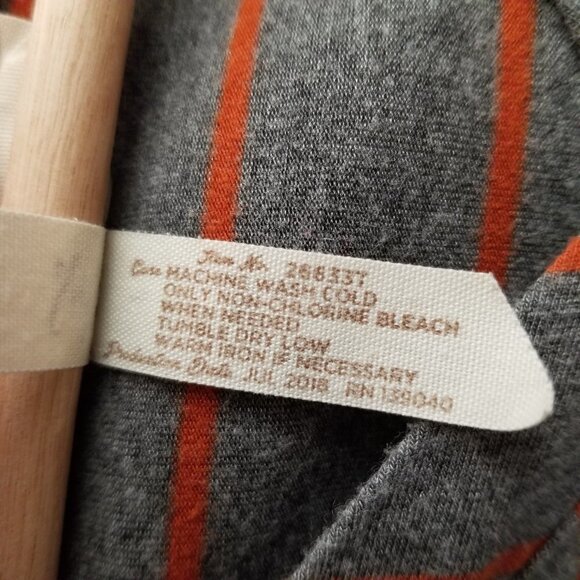 Item No. 266337
Care MACHINE WASH COLD
ONLY NON-CHLORINE BLEACH
WHEN NEEDED
TUMBLE DRY LOW
WARM IRON IF NECESSARY
Production Date JUL 2018 RN 139040